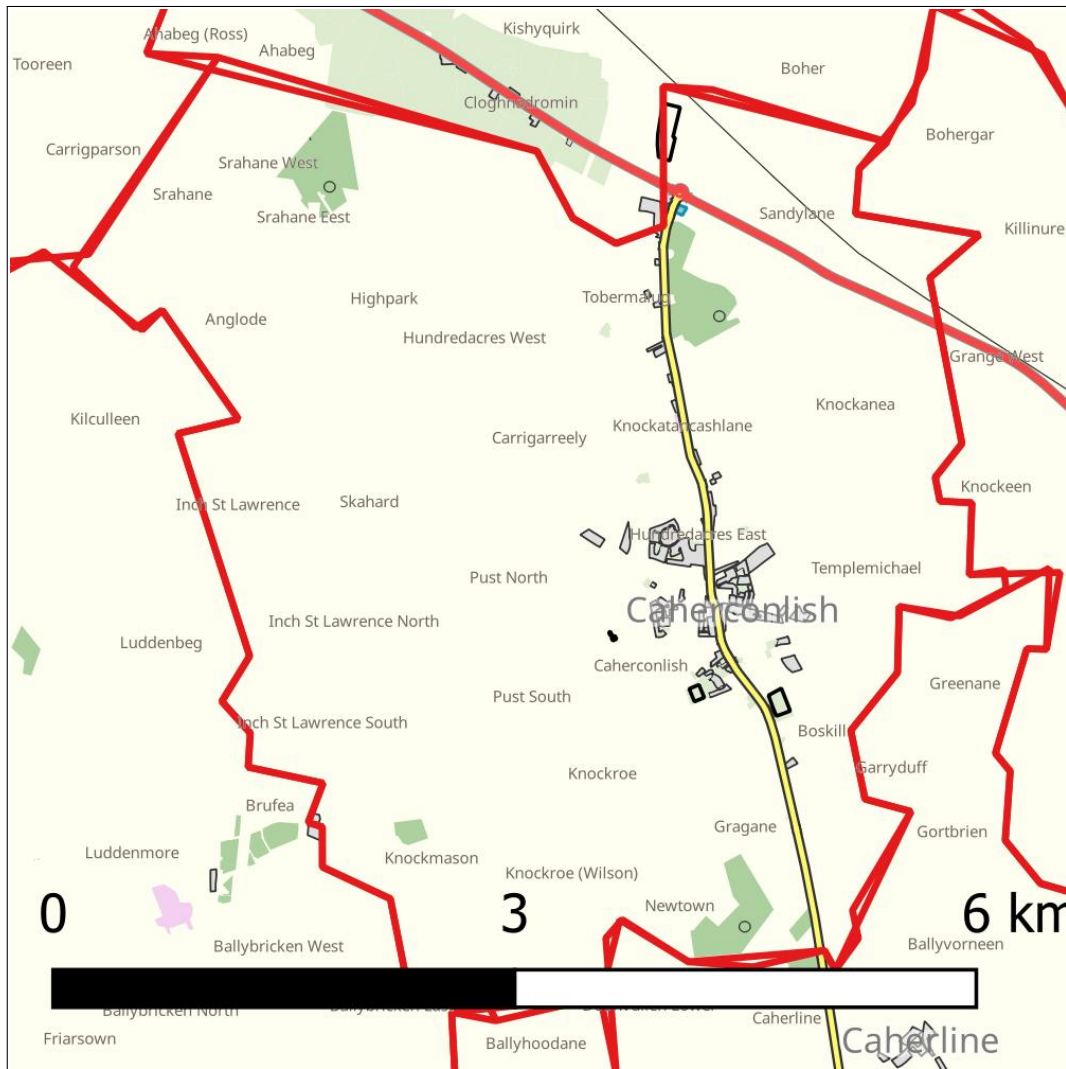 Kishyquirk
Ahabeg (Ross)
Ahabeg
Tooreen
Boher
Cloghnadromin
Bohergar
Carrigparson
Srahane West
Srahane
Srahane Eest
Sandylane
Killinure
Tobermalug
Highpark
Anglode
Hundredacres West
Grange West
Knockanea
Kilculleen
Knockatancashlane
Carrigarreely
Knockeen
Skahard
Inch St Lawrence
Hundredacres East
Templemichael
Pust North
Caherconlish
Inch St Lawrence North
Luddenbeg
Caherconlish
Greenane
Pust South
Inch St Lawrence South
Boskill
Garryduff
Knockroe
Brufea
Gragane
Gortbrien
Luddenmore
Knockmason
Knockroe (Wilson)
Newtown
0 3 6 km
Ballybricken West
Ballyvorneen
Ballybricken North
Caherline
Friarsown
Ballyhoodane
Caherline